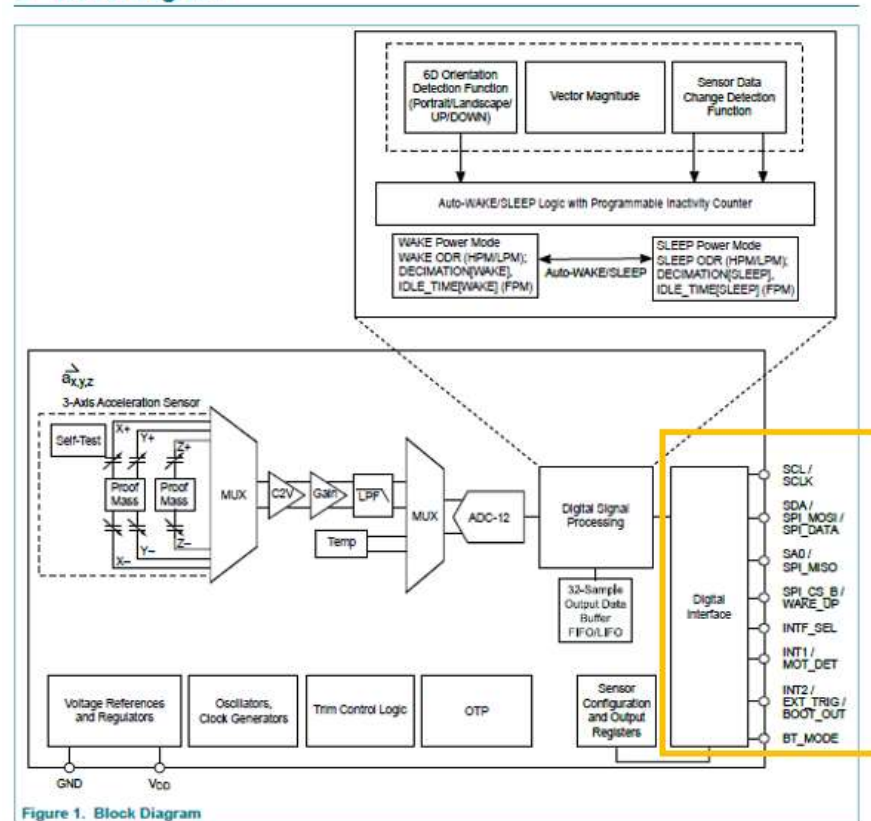 6D Orientation
Detection Function
(Portrait/Landscape/
UP/DOWN)
Vector Magnitude
Sensor Data
Change Detection
Function
Auto-WAKE/SLEEP Logic with Programmable Inactivity Counter
WAKE Power Mode
WAKE ODR (HPM/LPM);
DECIMATION[WAKE],
IDLE_TIME[WAKE] (FPM)
Auto-WAKE/SLEEP
SLEEP Power Mode
SLEEP ODR (HPM/LPM);
DECIMATION[SLEEP],
IDLE_TIME[SLEEP] (FPM)
a x,y,z
3-Axis Acceleration Sensor
Self-Test
X+
Y+
Z+
Proof
Mass
Proof
Mass
X−
Y−
Z−
MUX
C2V
Gain
LPF
Temp
MUX
ADC-12
Digital Signal
Processing
32-Sample
Output Data
Buffer
FIFO/LIFO
Digital
Interface
SCL /
SCLK
SDA /
SPI_MOSI /
SPI_DATA
SA0 /
SPI_MISO
SPI_CS_B /
WAKE_UP
INTF_SEL
INT1 /
MOT_DET
INT2 /
EXT_TRIG /
BOOT_OUT
BT_MODE
Voltage References
and Regulators
Oscillators,
Clock Generators
Trim Control Logic
OTP
Sensor
Configuration
and Output
Registers
GND
VDD
Figure 1. Block Diagram